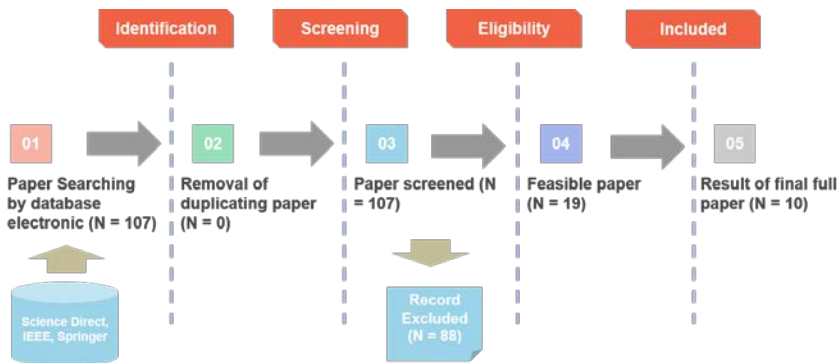 Identification
Screening
Eligibility
Included
01
02
03
04
05
Paper Searching
by database
electronic (N = 107)
Removal of
duplicating paper
(N = 0)
Paper screened (N
= 107)
Feasible paper
(N = 19)
Result of final full
paper (N = 10)
Science Direct,
IEEE, Springer
Record
Excluded
(N = 88)